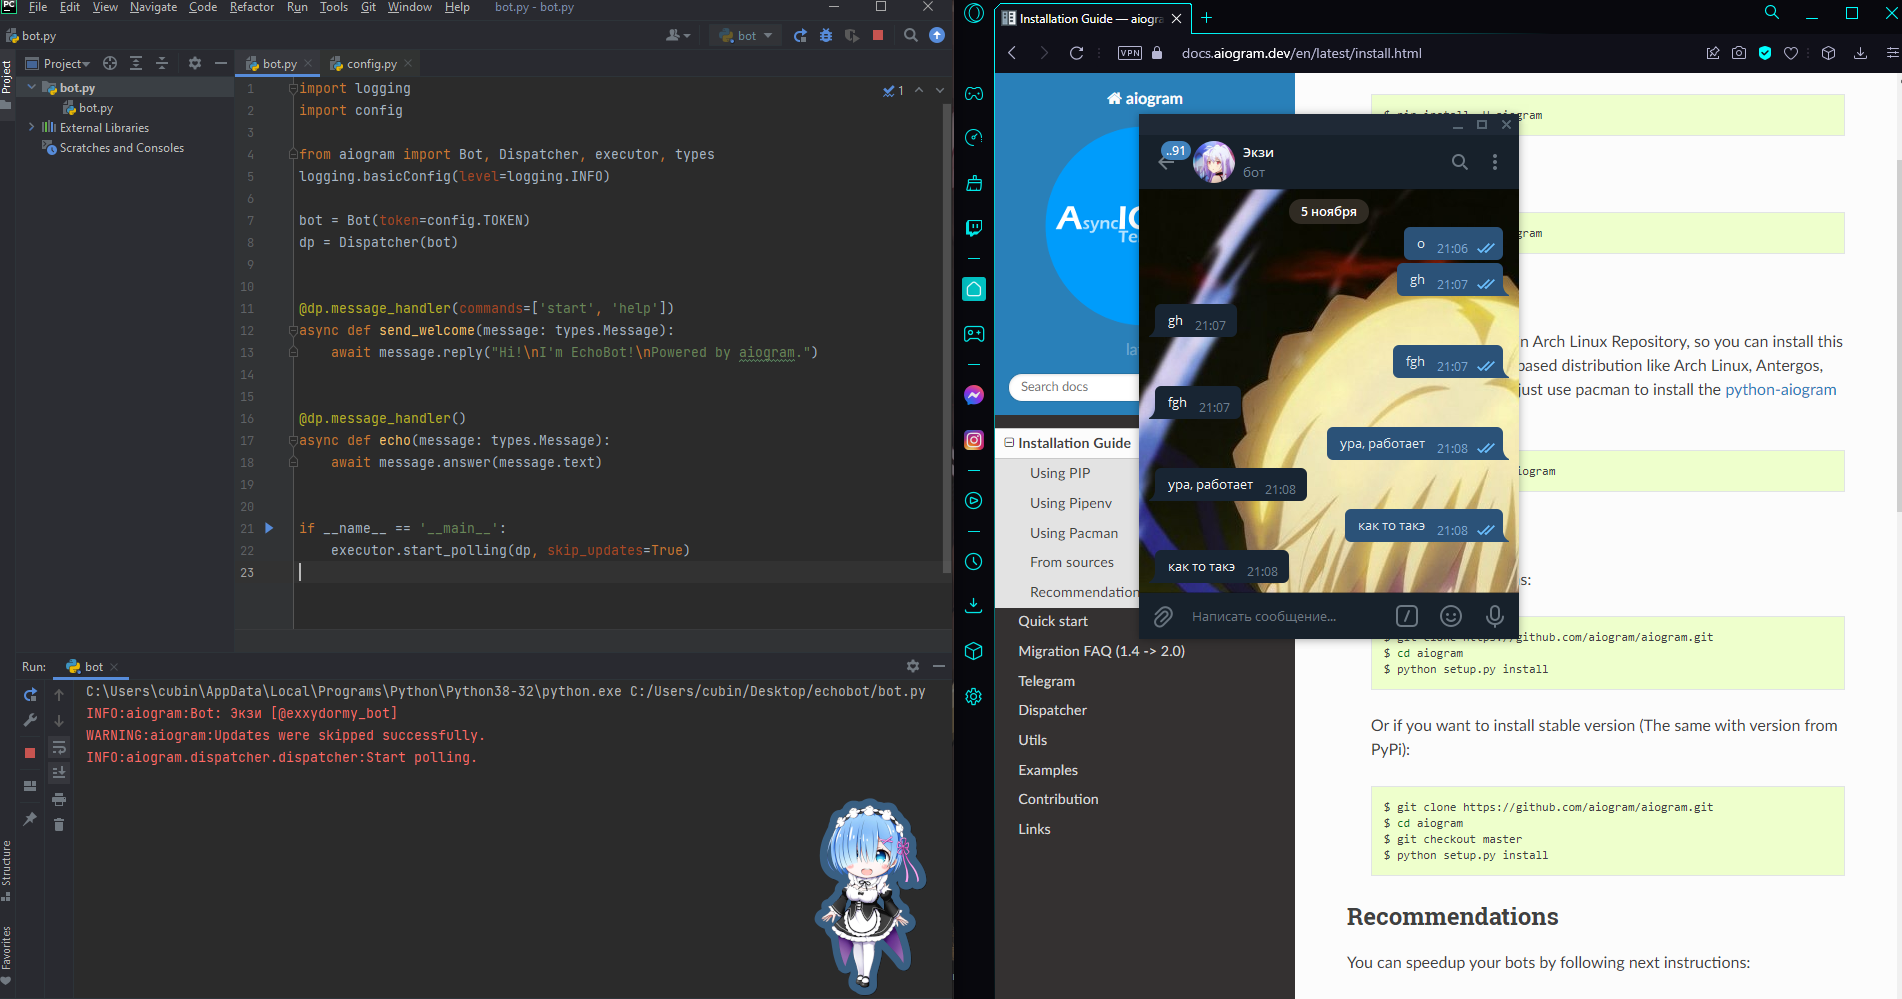 File Edit View Navigate Code Refactor Run Tools Git Window Help bot.py - bot.py
bot.py
bot
Project
Project
bot.py
bot.py
External Libraries
Scratches and Consoles
bot.py
config.py
1 import logging
2 import config
3
4 from aiogram import Bot, Dispatcher, executor, types
5 logging.basicConfig(level=logging.INFO)
6
7 bot = Bot(token=config.TOKEN)
8 dp = Dispatcher(bot)
9
10
11 @dp.message_handler(commands=['start', 'help'])
12 async def send_welcome(message: types.Message):
13 await message.reply("Hi!\nI'm EchoBot!\nPowered by aiogram.")
14
15
16 @dp.message_handler()
17 async def echo(message: types.Message):
18 await message.answer(message.text)
19
20
21 if __name__ == '__main__':
22 executor.start_polling(dp, skip_updates=True)
23
1
Run: bot
C:\Users\cubin\AppData\Local\Programs\Python\Python38-32\python.exe C:/Users/cubin/Desktop/echobot/bot.py
INFO:aiogram:Bot: Экзи [@exxydormy_bot]
WARNING:aiogram:Updates were skipped successfully.
INFO:aiogram.dispatcher.dispatcher:Start polling.
Structure
Favorites
Installation Guide — aiogra
VPN
docs.aiogram.dev/en/latest/install.html
aiogram
AsyncIO
Te
la
Search docs
Installation Guide
Using PIP
Using Pipenv
Using Pacman
From sources
Recommendation
Quick start
Migration FAQ (1.4 -> 2.0)
Telegram
Dispatcher
Utils
Examples
Contribution
Links
..91
Экзи
бот
5 ноября
о 21:06
gh 21:07
gh 21:07
fgh 21:07
fgh 21:07
ура, работает 21:08
ура, работает 21:08
как то такэ 21:08
как то такэ 21:08
Написать сообщение...
$ pip install -U aiogram
gram
n Arch Linux Repository, so you can install this
based distribution like Arch Linux, Antergos,
just use pacman to install the python-aiogram
iogram
s:
$ git clone https://github.com/aiogram/aiogram.git
$ cd aiogram
$ python setup.py install
Or if you want to install stable version (The same with version from
PyPi):
$ git clone https://github.com/aiogram/aiogram.git
$ cd aiogram
$ git checkout master
$ python setup.py install
Recommendations
You can speedup your bots by following next instructions: